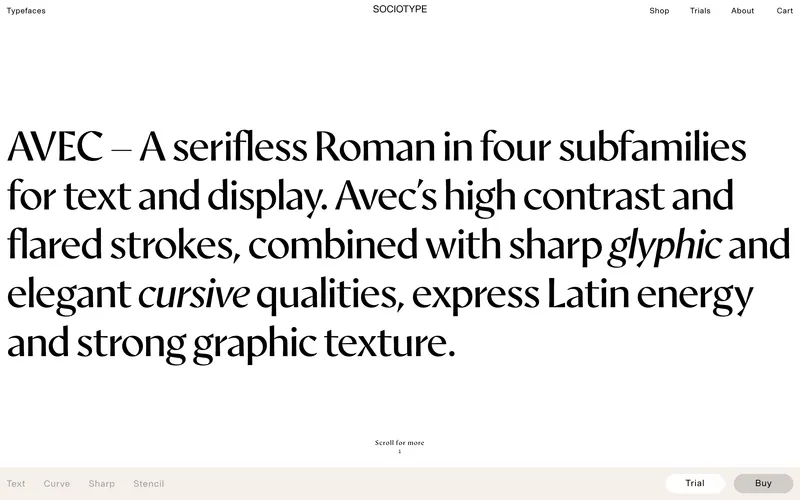 Typefaces
SOCIOTYPE
Shop Trials About Cart
AVEC – A serifless Roman in four subfamilies
for text and display. Avec’s high contrast and
flared strokes, combined with sharp glyphic and
elegant cursive qualities, express Latin energy
and strong graphic texture.
Scroll for more
1
Text Curve Sharp Stencil
Trial Buy